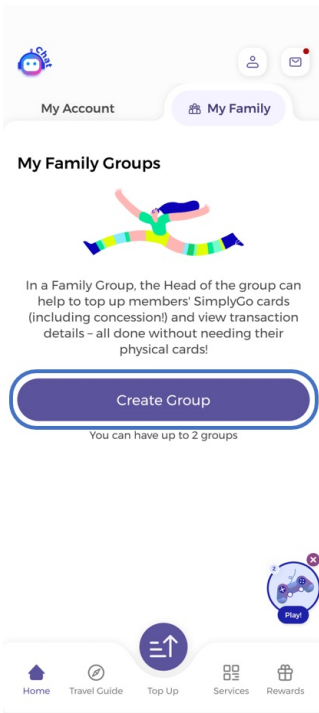 Chat
My Account
My Family
My Family Groups
In a Family Group, the Head of the group can
help to top up members' SimplyGo cards
(including concession!) and view transaction
details – all done without needing their
physical cards!
Create Group
You can have up to 2 groups
2
Play!
Home
Travel Guide
Top Up
Services
Rewards